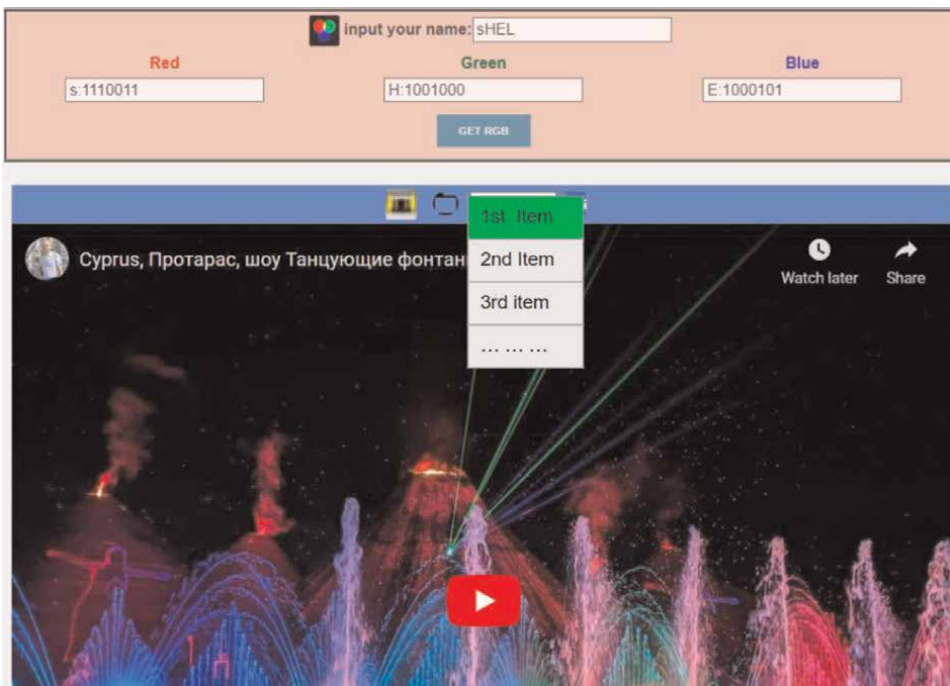 input your name: sHEL
Red Green Blue
s:1110011 H:1001000 E:1000101
GET RGB
1st Item
Cyprus, Протарас, шоу Танцующие фонтан
2nd Item
Watch later Share
3rd item
... ... ...